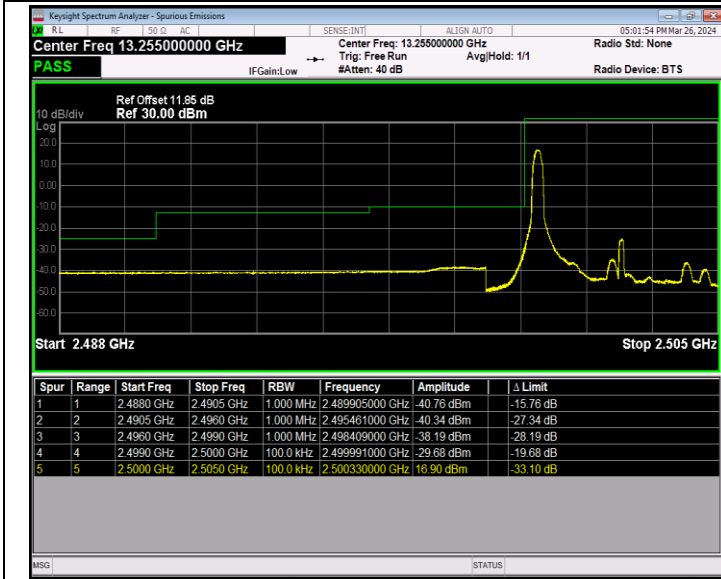 Keysight Spectrum Analyzer - Spurious Emissions
RL RF 50 Ω AC SENSE:INT ALIGN AUTO 05:01:54 PM Mar 26, 2024
Center Freq 13.255000000 GHz Center Freq: 13.255000000 GHz Radio Std: None
Trig: Free Run Avg|Hold: 1/1
PASS IFGain:Low #Atten: 40 dB Radio Device: BTS
Ref Offset 11.85 dB
10 dB/div Ref 30.00 dBm
Log
20.0
10.0
0.00
-10.0
-20.0
-30.0
-40.0
-50.0
-60.0
Start 2.488 GHz Stop 2.505 GHz
Spur Range Start Freq Stop Freq RBW Frequency Amplitude Δ Limit
1 1 2.4880 GHz 2.4905 GHz 1.000 MHz 2.489905000 GHz -40.76 dBm -15.76 dB
2 2 2.4905 GHz 2.4960 GHz 1.000 MHz 2.495461000 GHz -40.34 dBm -27.34 dB
3 3 2.4960 GHz 2.4990 GHz 1.000 MHz 2.498409000 GHz -38.19 dBm -28.19 dB
4 4 2.4990 GHz 2.5000 GHz 100.0 kHz 2.499991000 GHz -29.68 dBm -19.68 dB
5 5 2.5000 GHz 2.5050 GHz 100.0 kHz 2.500330000 GHz 16.90 dBm -33.10 dB
MSG STATUS